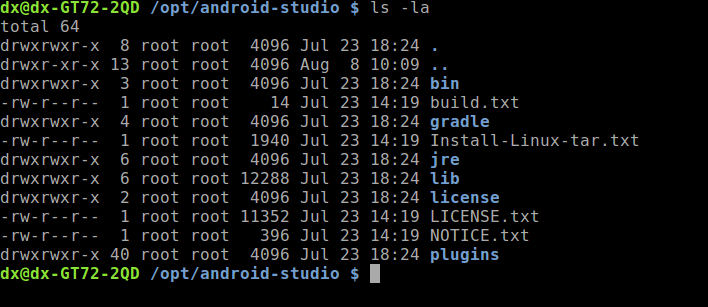 dx@dx-GT72-2QD /opt/android-studio $ ls -la
total 64
drwxrwxr-x  8 root root  4096 Jul 23 18:24 .
drwxr-xr-x 13 root root  4096 Aug  8 10:09 ..
drwxrwxr-x  3 root root  4096 Jul 23 18:24 bin
-rw-r--r--  1 root root    14 Jul 23 14:19 build.txt
drwxrwxr-x  4 root root  4096 Jul 23 18:24 gradle
-rw-r--r--  1 root root  1940 Jul 23 14:19 Install-Linux-tar.txt
drwxrwxr-x  6 root root  4096 Jul 23 18:24 jre
drwxrwxr-x  6 root root 12288 Jul 23 18:24 lib
drwxrwxr-x  2 root root  4096 Jul 23 18:24 license
-rw-r--r--  1 root root 11352 Jul 23 14:19 LICENSE.txt
-rw-r--r--  1 root root   396 Jul 23 14:19 NOTICE.txt
drwxrwxr-x 40 root root  4096 Jul 23 18:24 plugins
dx@dx-GT72-2QD /opt/android-studio $